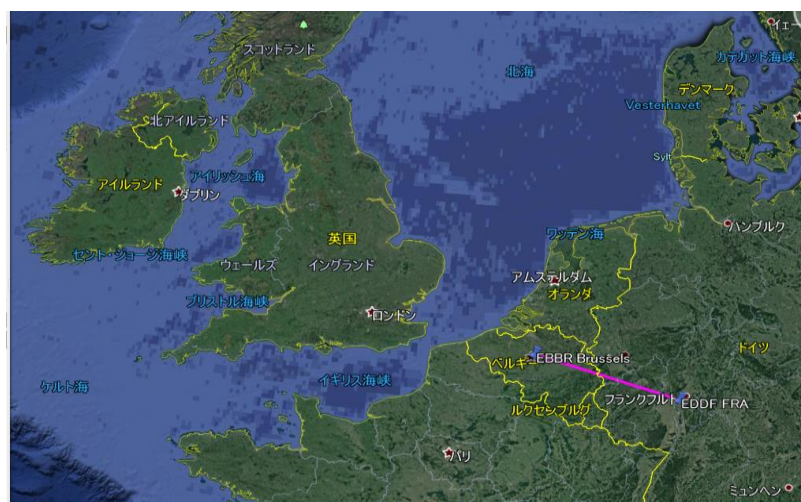 イェー
スコットランド
カテガット海峡
北海
デンマーク
Vesterhavet
北アイルランド
Sylt
アイリッシュ海
アイルランド
ダブリン
ハンブルク
ワッデン海
英国
セント・ジョージ海峡
ウェールズ
イングランド
アムステルダム
オランダ
ブリストル海峡
ロンドン
ドイツ
ベルギー
EBBR Brussels
イギリス海峡
ケルト海
フランクフルト
EDDF FRA
ルクセンブルグ
パリ
ミュンヘン